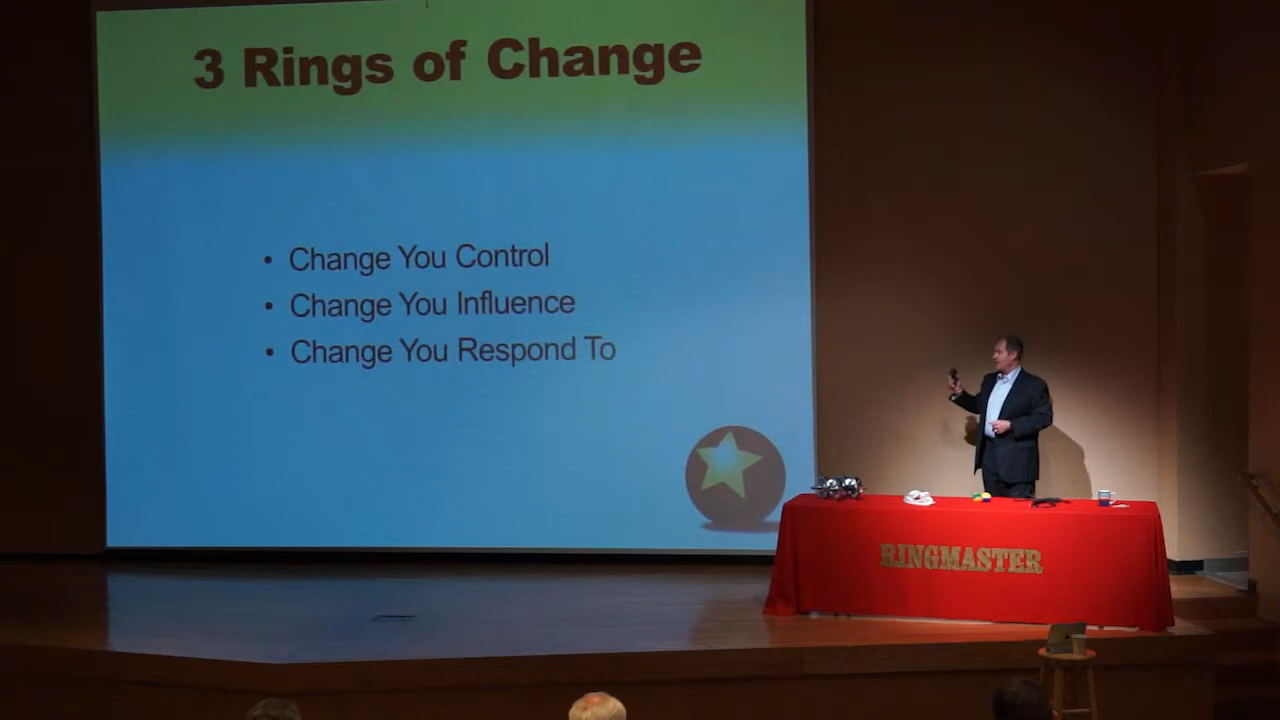 3 Rings of Change
• Change You Control
• Change You Influence
• Change You Respond To
RINGMASTER